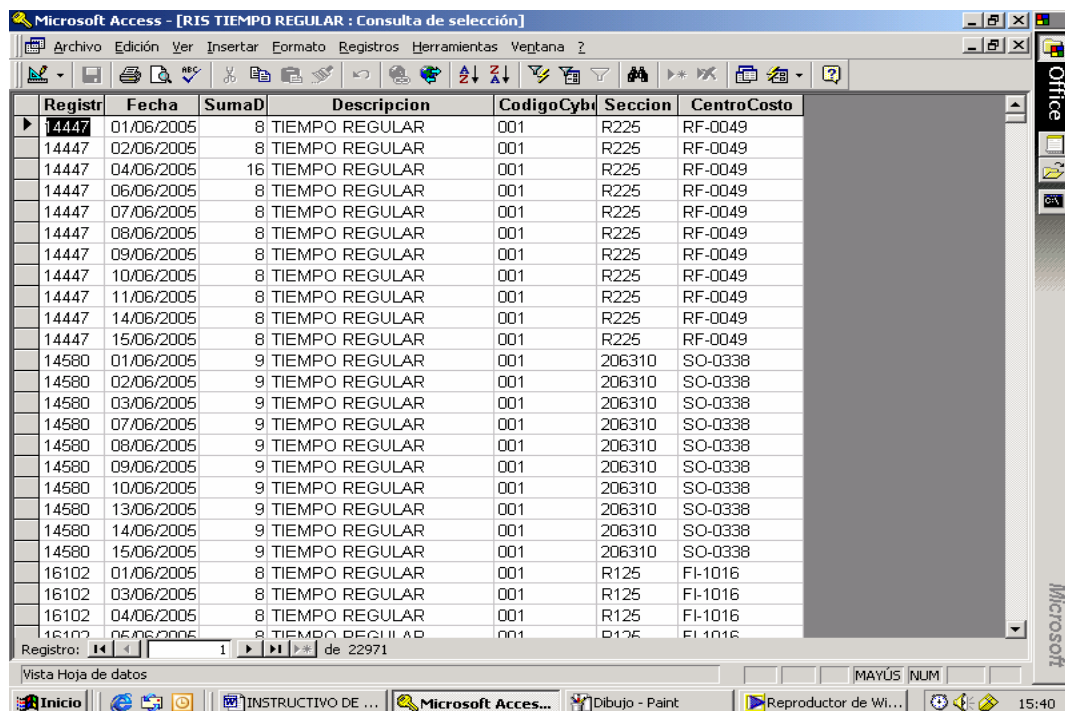 Microsoft Access - [RIS TIEMPO REGULAR : Consulta de selección]
Archivo Edición Ver Insertar Formato Registros Herramientas Ventana ?
Registr Fecha SumaD Descripcion CodigoCybe Seccion CentroCosto
14447 01/06/2005 8 TIEMPO REGULAR 001 R225 RF-0049
14447 02/06/2005 8 TIEMPO REGULAR 001 R225 RF-0049
14447 04/06/2005 16 TIEMPO REGULAR 001 R225 RF-0049
14447 06/06/2005 8 TIEMPO REGULAR 001 R225 RF-0049
14447 07/06/2005 8 TIEMPO REGULAR 001 R225 RF-0049
14447 08/06/2005 8 TIEMPO REGULAR 001 R225 RF-0049
14447 09/06/2005 8 TIEMPO REGULAR 001 R225 RF-0049
14447 10/06/2005 8 TIEMPO REGULAR 001 R225 RF-0049
14447 11/06/2005 8 TIEMPO REGULAR 001 R225 RF-0049
14447 14/06/2005 8 TIEMPO REGULAR 001 R225 RF-0049
14447 15/06/2005 8 TIEMPO REGULAR 001 R225 RF-0049
14580 01/06/2005 9 TIEMPO REGULAR 001 206310 SO-0338
14580 02/06/2005 9 TIEMPO REGULAR 001 206310 SO-0338
14580 03/06/2005 9 TIEMPO REGULAR 001 206310 SO-0338
14580 07/06/2005 9 TIEMPO REGULAR 001 206310 SO-0338
14580 08/06/2005 9 TIEMPO REGULAR 001 206310 SO-0338
14580 09/06/2005 9 TIEMPO REGULAR 001 206310 SO-0338
14580 10/06/2005 9 TIEMPO REGULAR 001 206310 SO-0338
14580 13/06/2005 9 TIEMPO REGULAR 001 206310 SO-0338
14580 14/06/2005 9 TIEMPO REGULAR 001 206310 SO-0338
14580 15/06/2005 9 TIEMPO REGULAR 001 206310 SO-0338
16102 01/06/2005 8 TIEMPO REGULAR 001 R125 FI-1016
16102 03/06/2005 8 TIEMPO REGULAR 001 R125 FI-1016
16102 04/06/2005 8 TIEMPO REGULAR 001 R125 FI-1016
16102 05/06/2005 8 TIEMPO REGULAR 001 R125 FI-1016
Registro: 1 de 22971
Vista Hoja de datos MAYÚS NUM
Inicio INSTRUCTIVO DE ... Microsoft Acces... Dibujo - Paint Reproductor de Wi... 15:40
Office
Microsoft